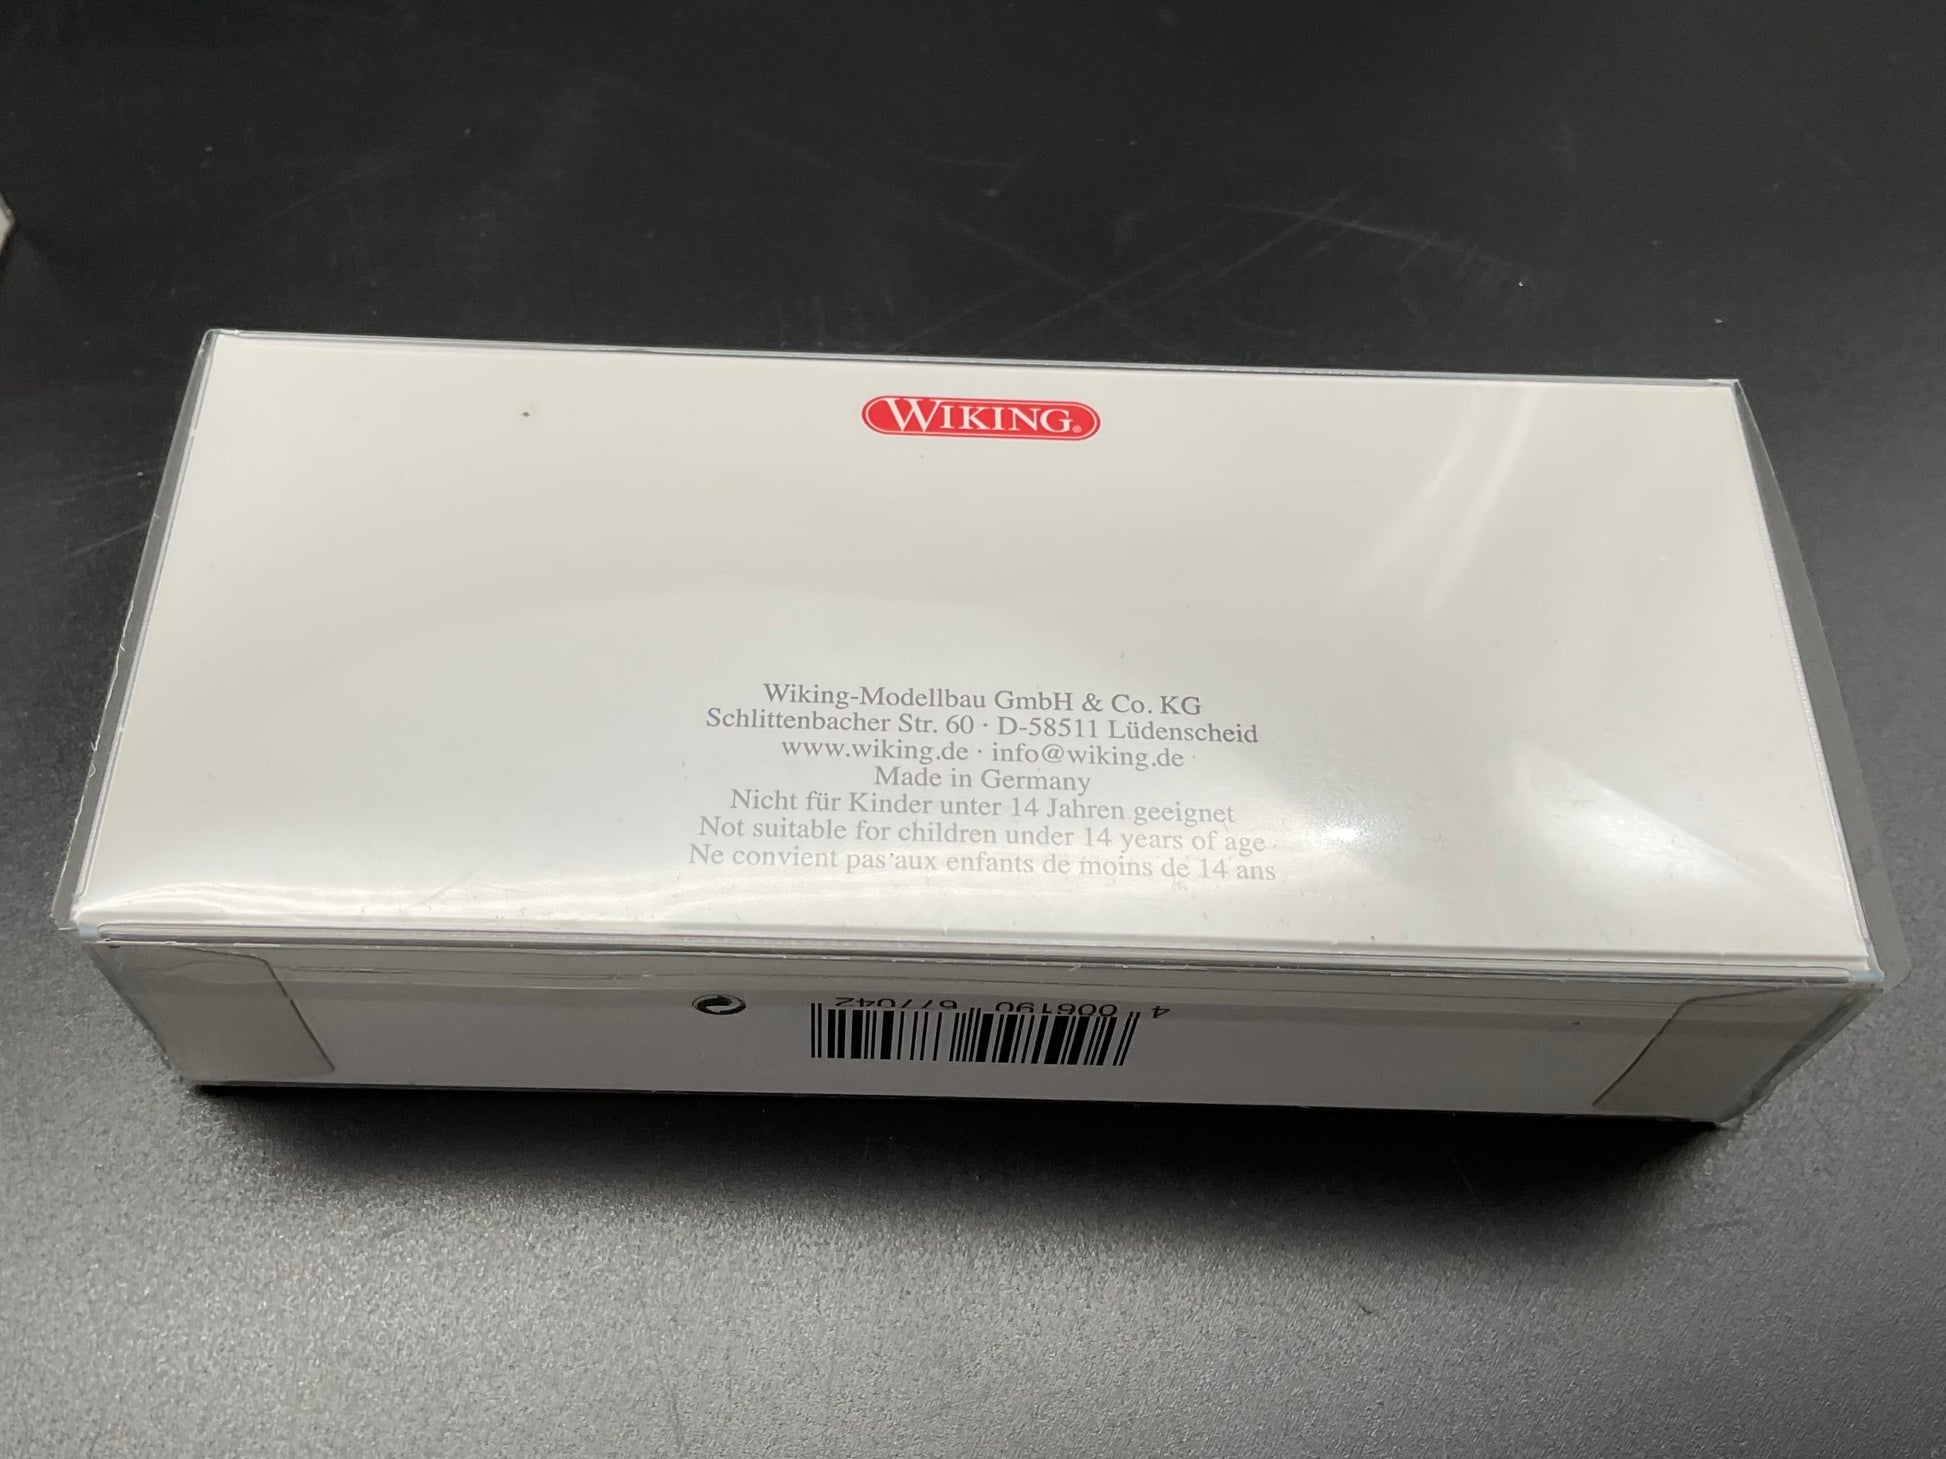 WIKING®
Wiking-Modellbau GmbH & Co. KG
Schlittenbacher Str. 60 · D-58511 Lüdenscheid
www.wiking.de · info@wiking.de
Made in Germany
Nicht für Kinder unter 14 Jahren geeignet
Not suitable for children under 14 years of age
Ne convient pas aux enfants de moins de 14 ans
4 006190 677042